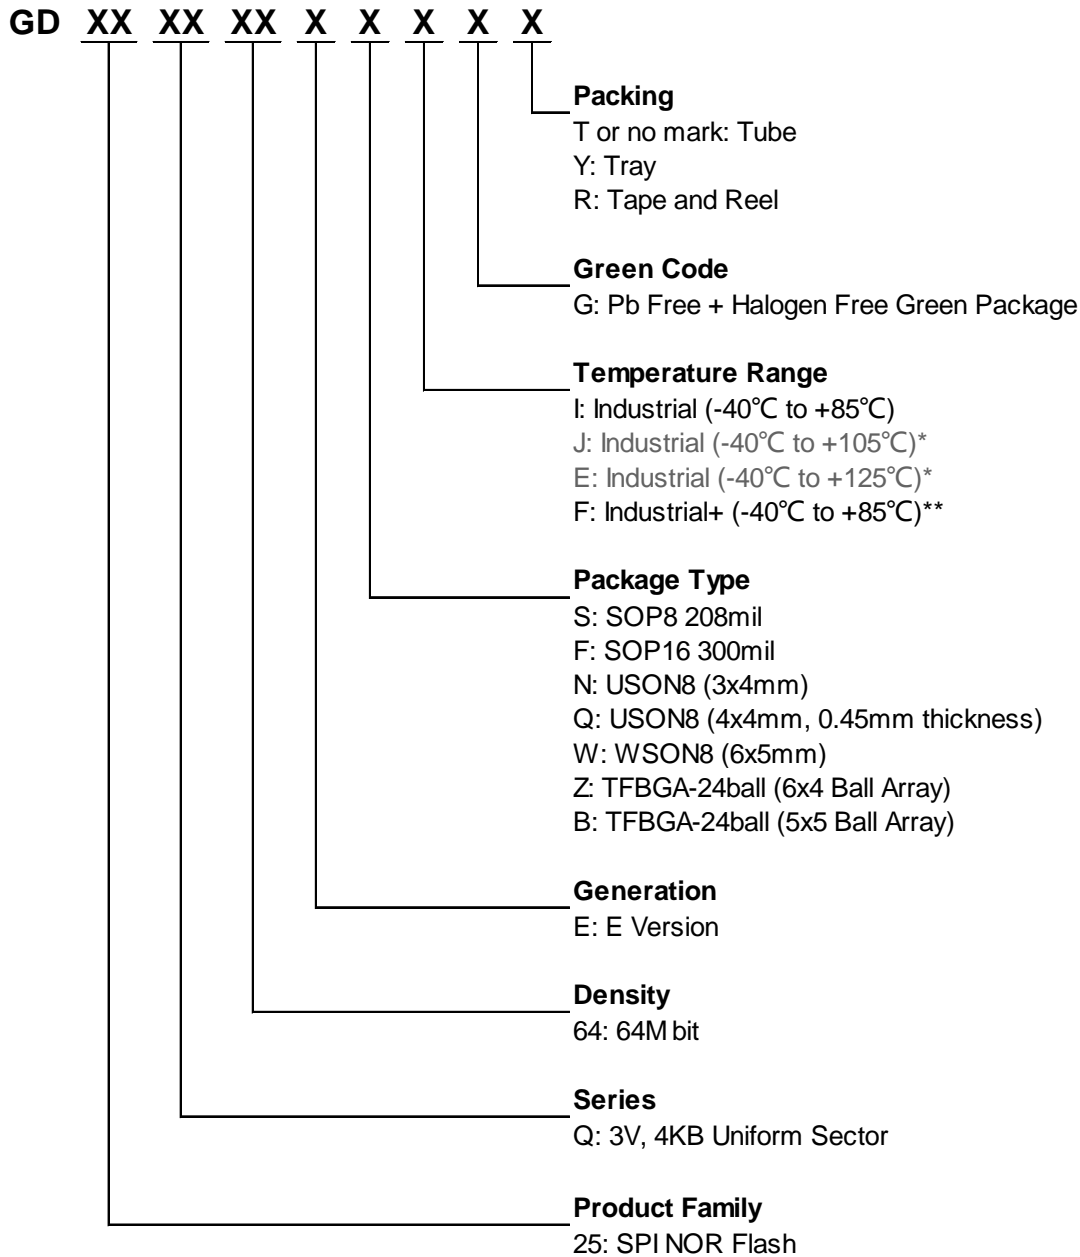 GD XX XX XX X X X X X
Packing
T or no mark: Tube
Y: Tray
R: Tape and Reel
Green Code
G: Pb Free + Halogen Free Green Package
Temperature Range
I: Industrial (-40℃ to +85℃)
J: Industrial (-40℃ to +105℃)*
E: Industrial (-40℃ to +125℃)*
F: Industrial+ (-40℃ to +85℃)**
Package Type
S: SOP8 208mil
F: SOP16 300mil
N: USON8 (3x4mm)
Q: USON8 (4x4mm, 0.45mm thickness)
W: WSON8 (6x5mm)
Z: TFBGA-24ball (6x4 Ball Array)
B: TFBGA-24ball (5x5 Ball Array)
Generation
E: E Version
Density
64: 64M bit
Series
Q: 3V, 4KB Uniform Sector
Product Family
25: SPI NOR Flash